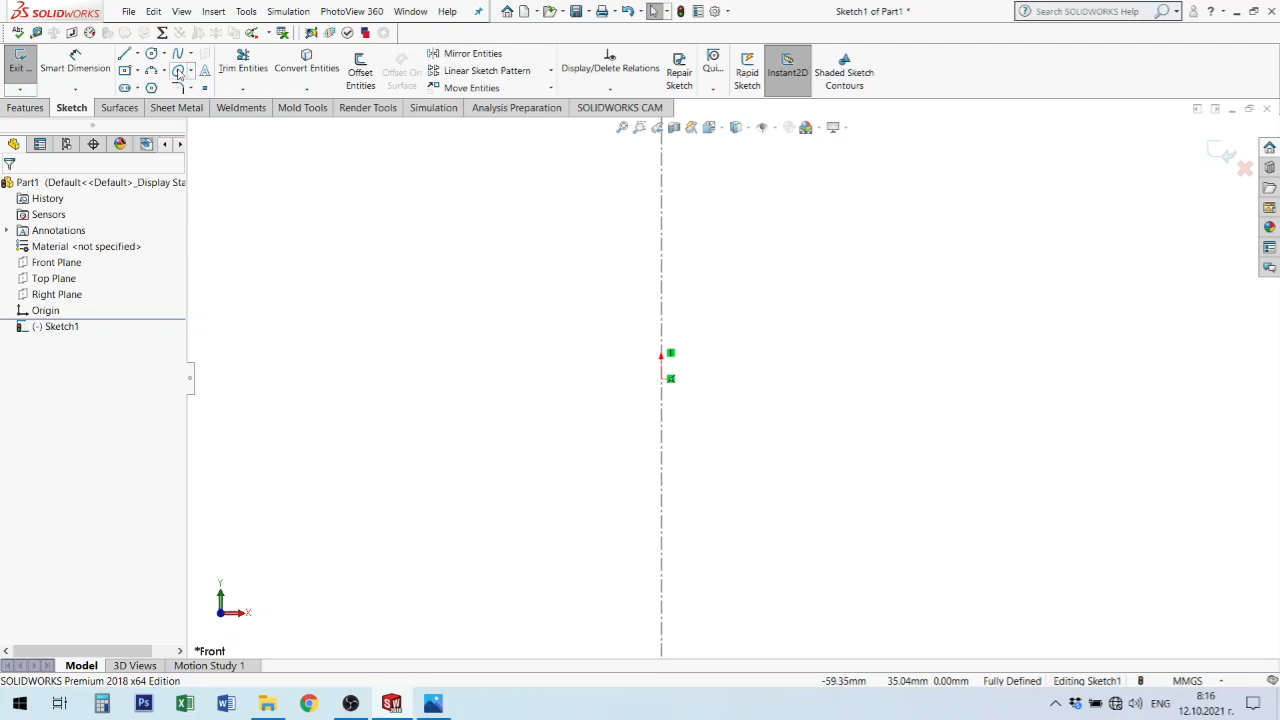 SOLIDWORKS File Edit View Insert Tools Simulation PhotoView 360 Window Help Sketch1 of Part1 * Search SOLIDWORKS Help
Exit ... Smart Dimension Trim Entities Convert Entities Offset Entities Offset On Surface Mirror Entities Linear Sketch Pattern Move Entities Display/Delete Relations Repair Sketch Qui... Rapid Sketch Instant2D Shaded Sketch Contours
Features Sketch Surfaces Sheet Metal Weldments Mold Tools Render Tools Simulation Analysis Preparation SOLIDWORKS CAM
Part1 (Default<<Default>_Display Sta
History
Sensors
Annotations
Material <not specified>
Front Plane
Top Plane
Right Plane
Origin
(-) Sketch1
Y
X
*Front
Model 3D Views Motion Study 1
SOLIDWORKS Premium 2018 x64 Edition -59.35mm 35.04mm 0.00mm Fully Defined Editing Sketch1 MMGS
ENG 8:16
12.10.2021 г.